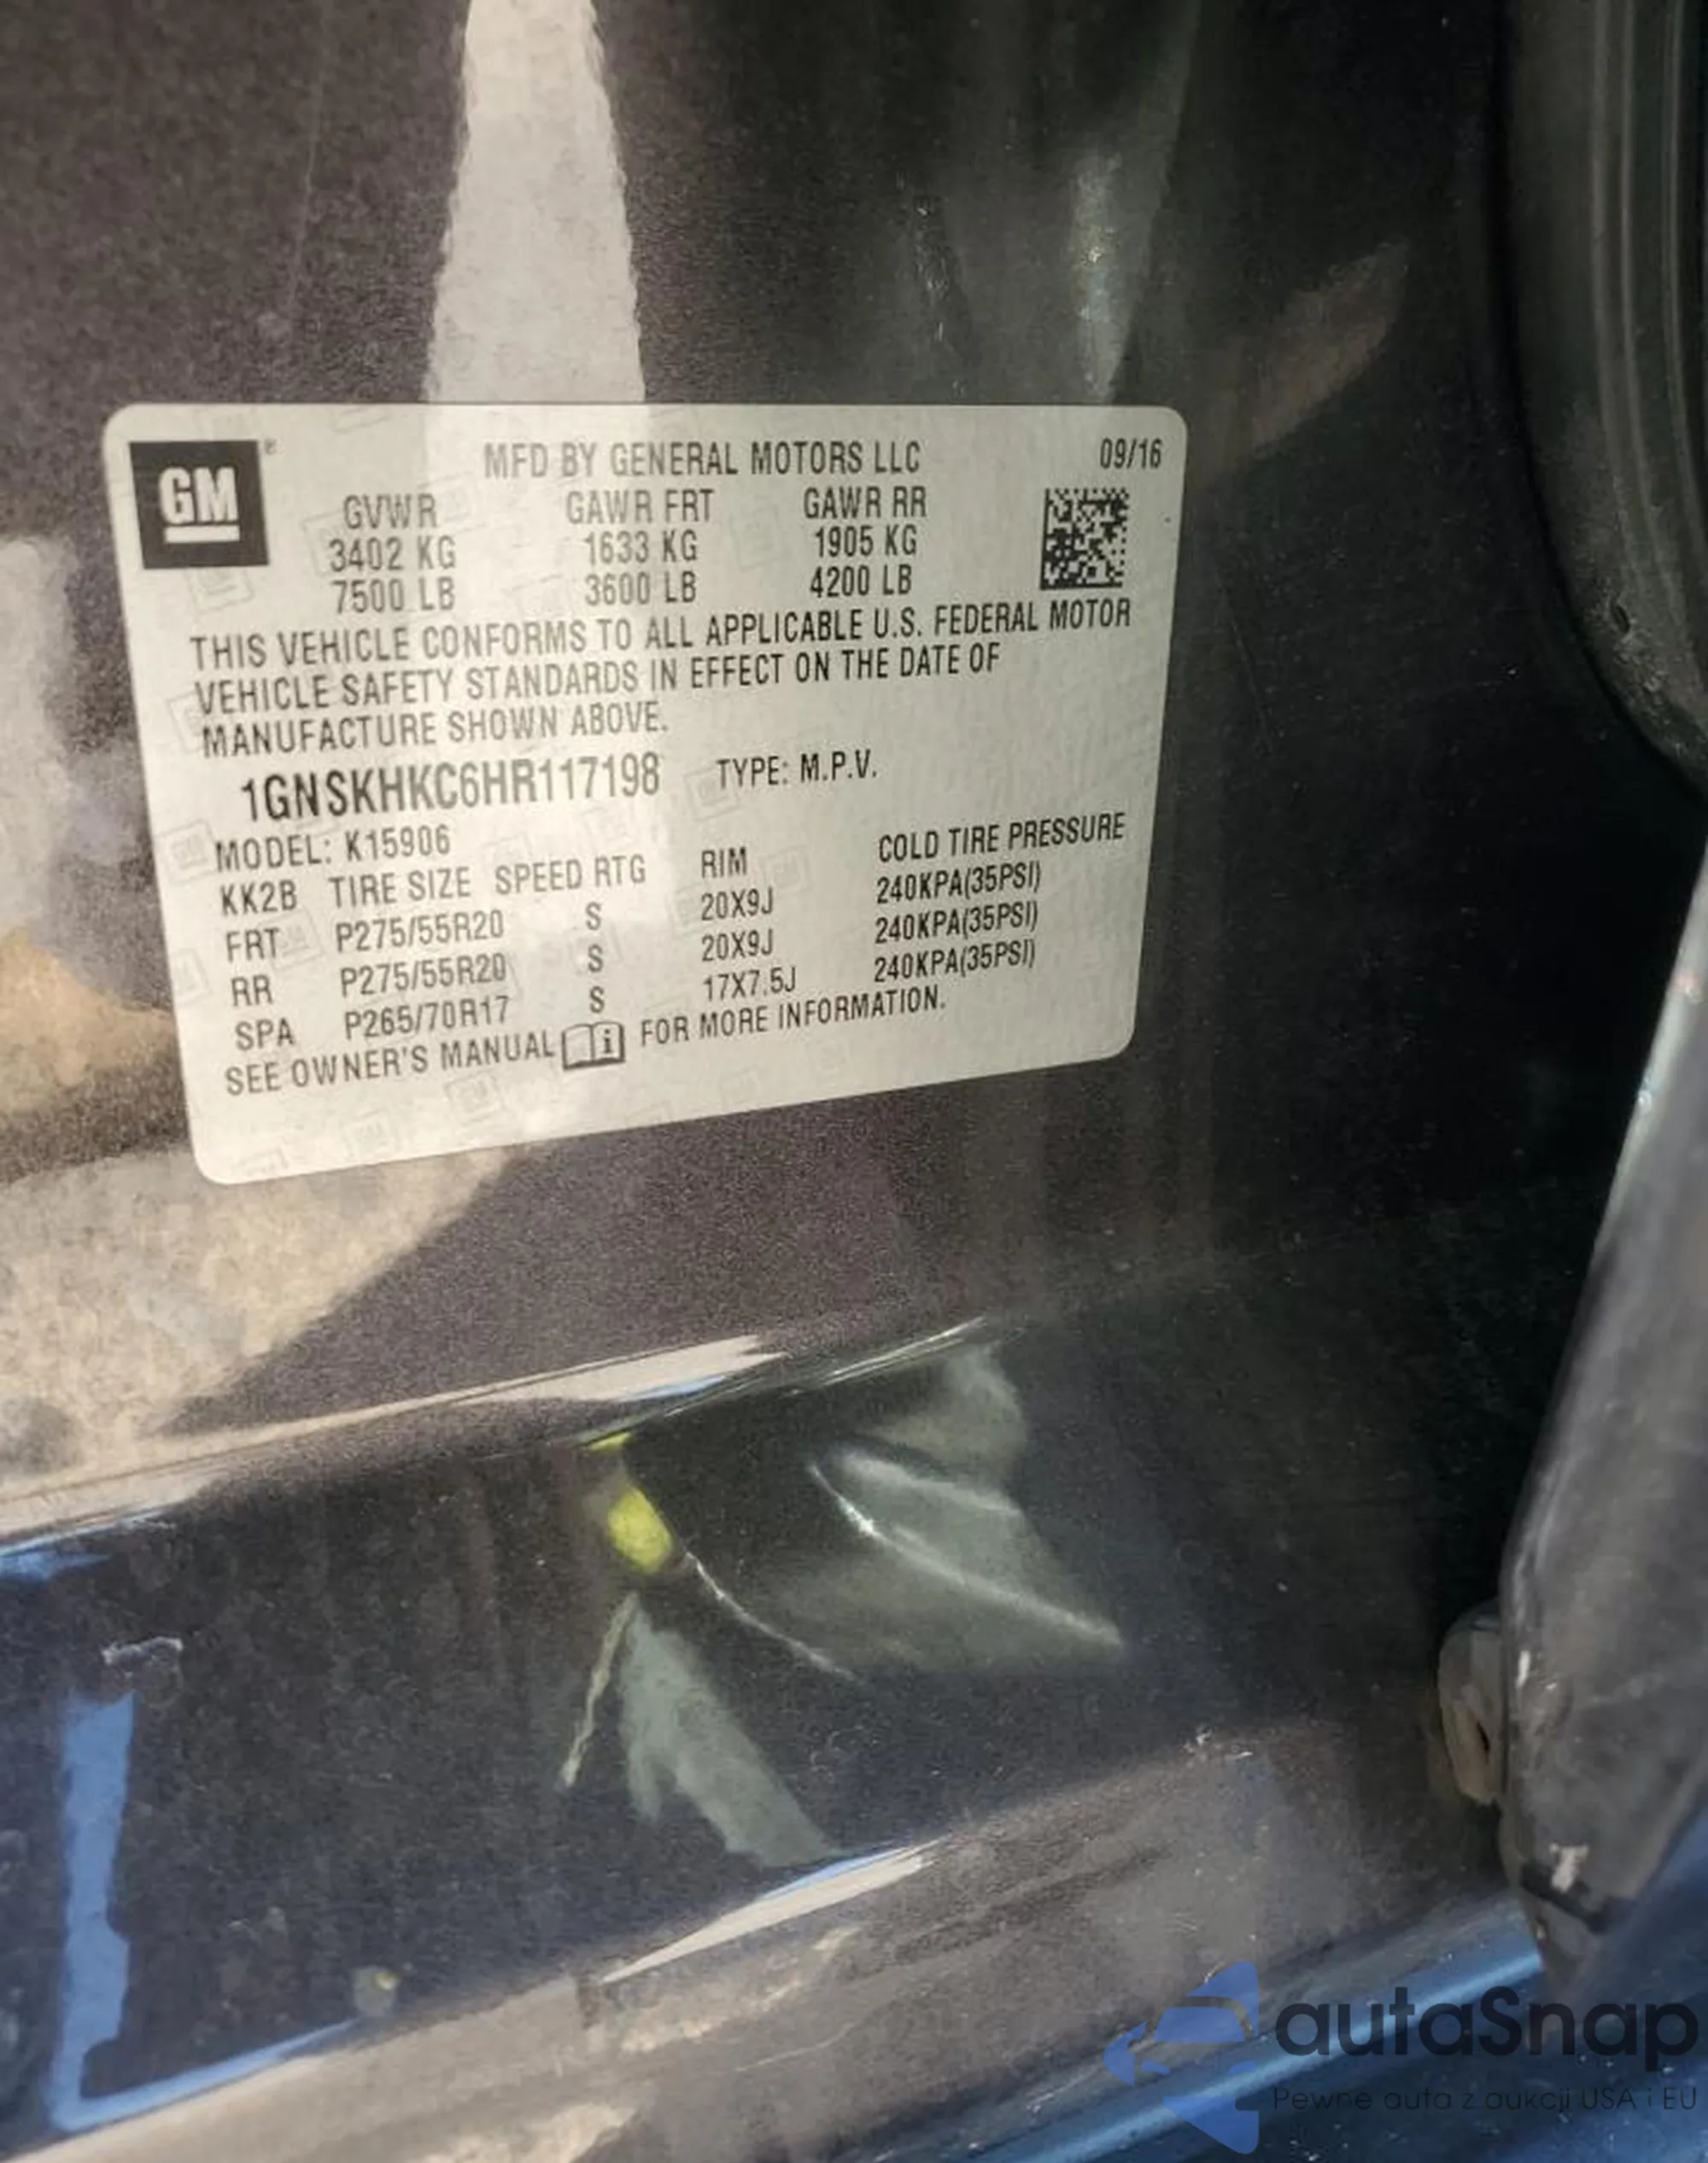 GM
MFD BY GENERAL MOTORS LLC 09/16
GVWR GAWR FRT GAWR RR
3402 KG 1633 KG 1905 KG
7500 LB 3600 LB 4200 LB
THIS VEHICLE CONFORMS TO ALL APPLICABLE U.S. FEDERAL MOTOR
VEHICLE SAFETY STANDARDS IN EFFECT ON THE DATE OF
MANUFACTURE SHOWN ABOVE.
1GNSKHKC6HR117198 TYPE: M.P.V.
MODEL: K15906
KK2B TIRE SIZE SPEED RTG RIM COLD TIRE PRESSURE
FRT P275/55R20 S 20X9J 240KPA(35PSI)
RR P275/55R20 S 20X9J 240KPA(35PSI)
SPA P265/70R17 S 17X7.5J 240KPA(35PSI)
SEE OWNER'S MANUAL FOR MORE INFORMATION.
autaSnap
Pewne auta z aukcji USA i EU